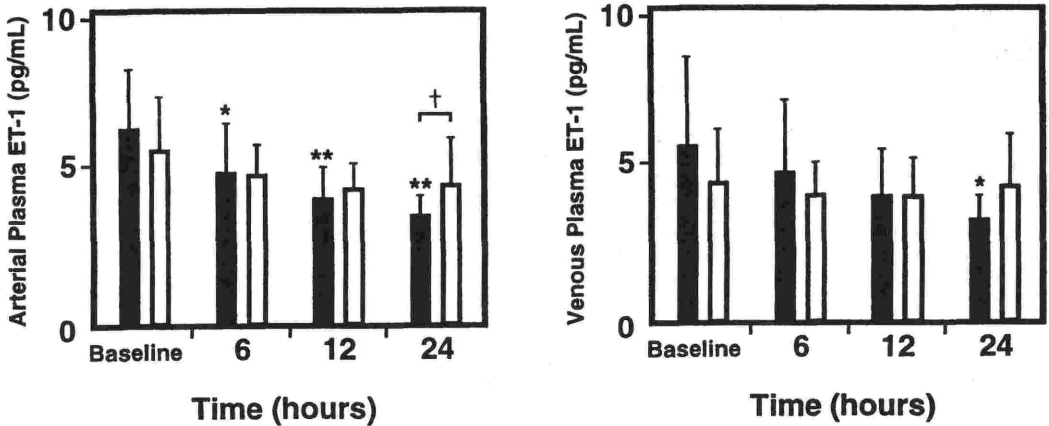 Arterial Plasma ET-1 (pg/mL)
10
5
0
*
**
**
†
Baseline 6 12 24
Time (hours)
Venous Plasma ET-1 (pg/mL)
10
5
0
*
Baseline 6 12 24
Time (hours)